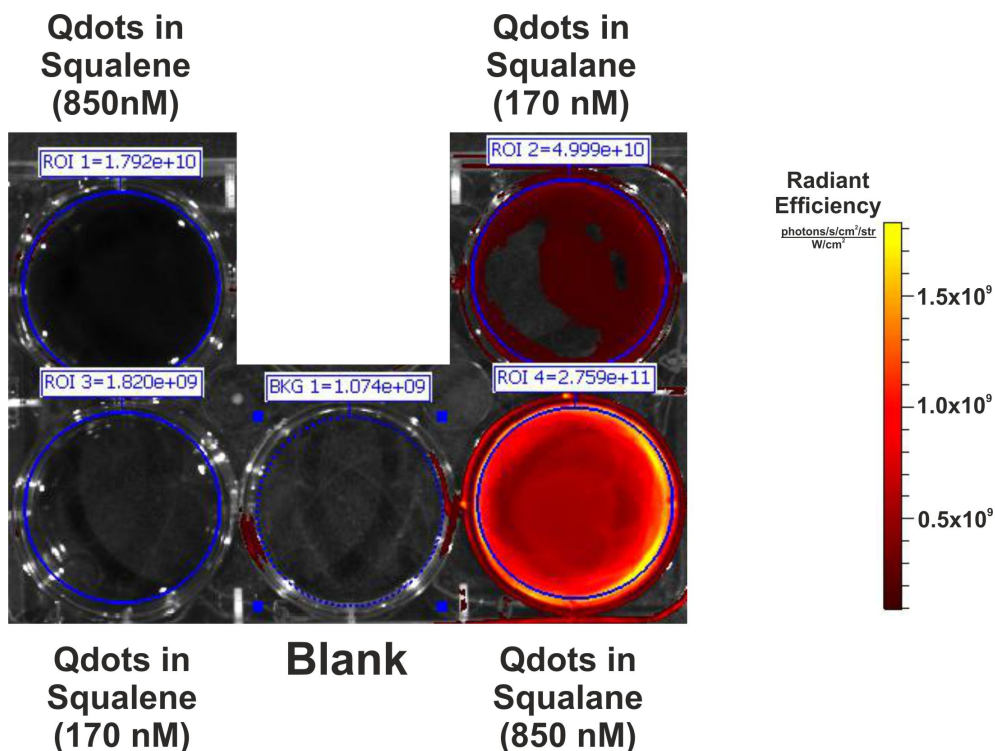 Qdots in
Squalene
(850nM)
Qdots in
Squalane
(170 nM)
ROI 1=1.792e+10
ROI 2=4.999e+10
Radiant
Efficiency
photons/s/cm²/str
W/cm²
1.5x10⁹
1.0x10⁹
0.5x10⁹
ROI 3=1.820e+09
BKG 1=1.074e+09
ROI 4=2.759e+11
Qdots in
Squalene
(170 nM)
Blank
Qdots in
Squalane
(850 nM)